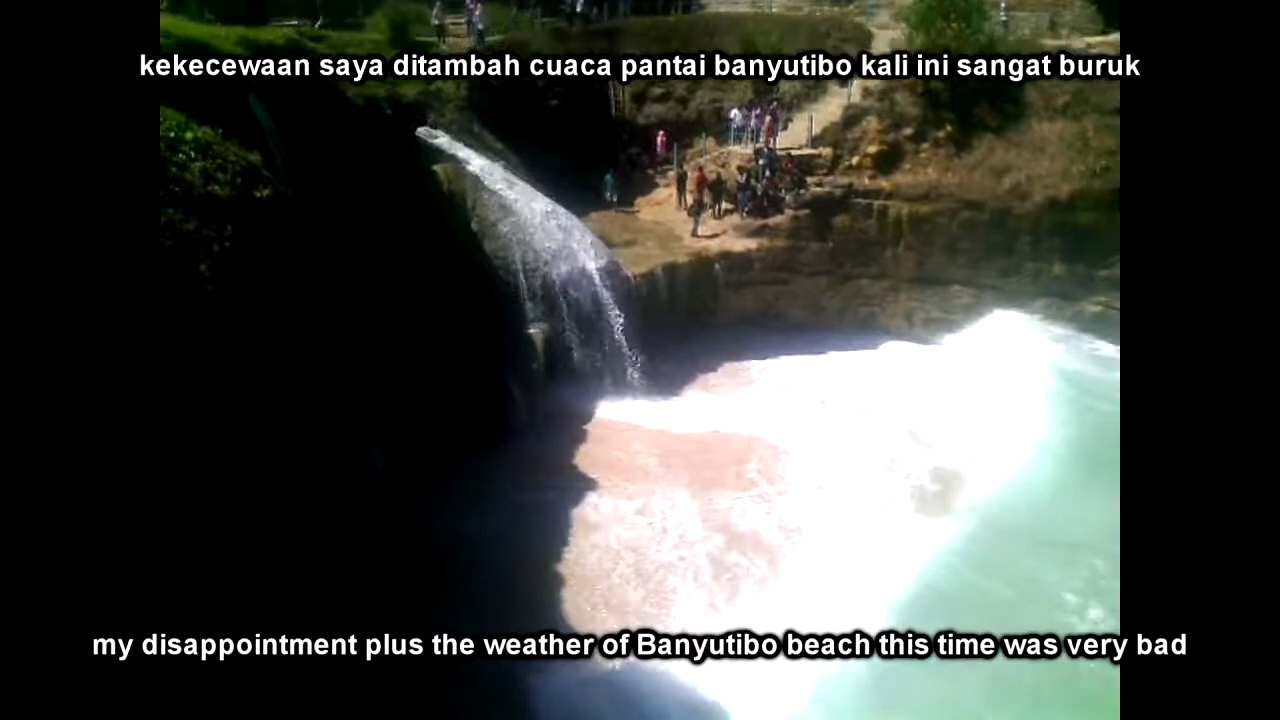 kekecewaan saya ditambah cuaca pantai banyutibo kali ini sangat buruk
my disappointment plus the weather of Banyutibo beach this time was very bad